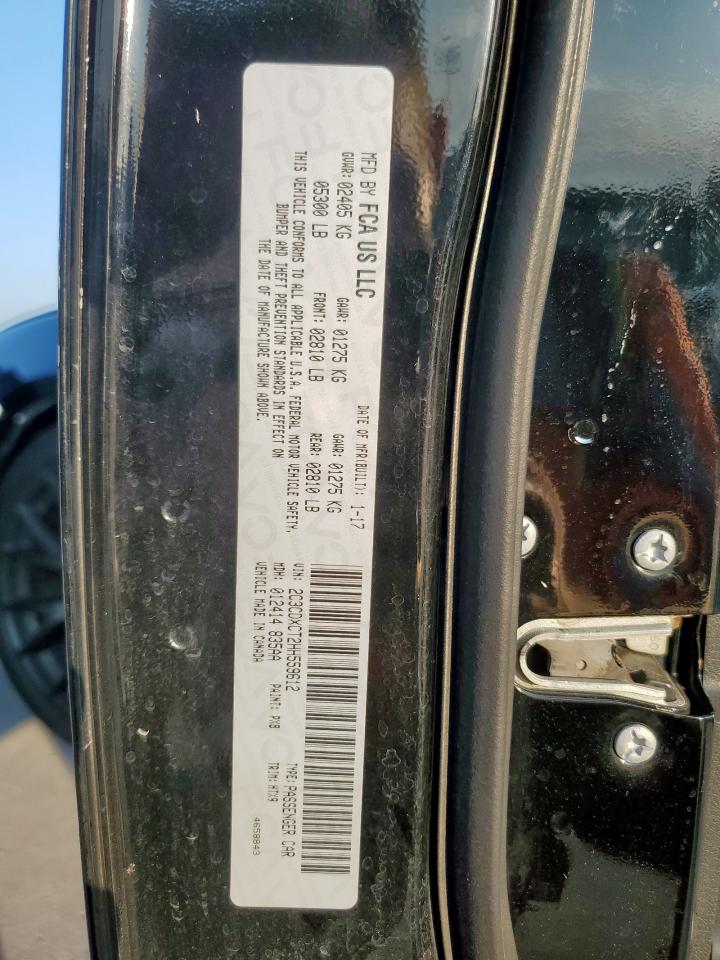 MFD BY FCA US LLC
DATE OF MFR(BUILT): 1-17
GVWR: 02405 KG
GAWR: 01275 KG
GAWR: 01275 KG
05300 LB
FRONT: 02810 LB
REAR: 02810 LB
THIS VEHICLE CONFORMS TO ALL APPLICABLE U.S.A. FEDERAL MOTOR VEHICLE SAFETY,
BUMPER AND THEFT PREVENTION STANDARDS IN EFFECT ON
THE DATE OF MANUFACTURE SHOWN ABOVE.
VIN: 2C3CDXCT2HH559612
TYPE: PASSENGER CAR
MDH: 012414 835AA
PAINT: PX8
TRIM: HTX9
VEHICLE MADE IN CANADA
4658843